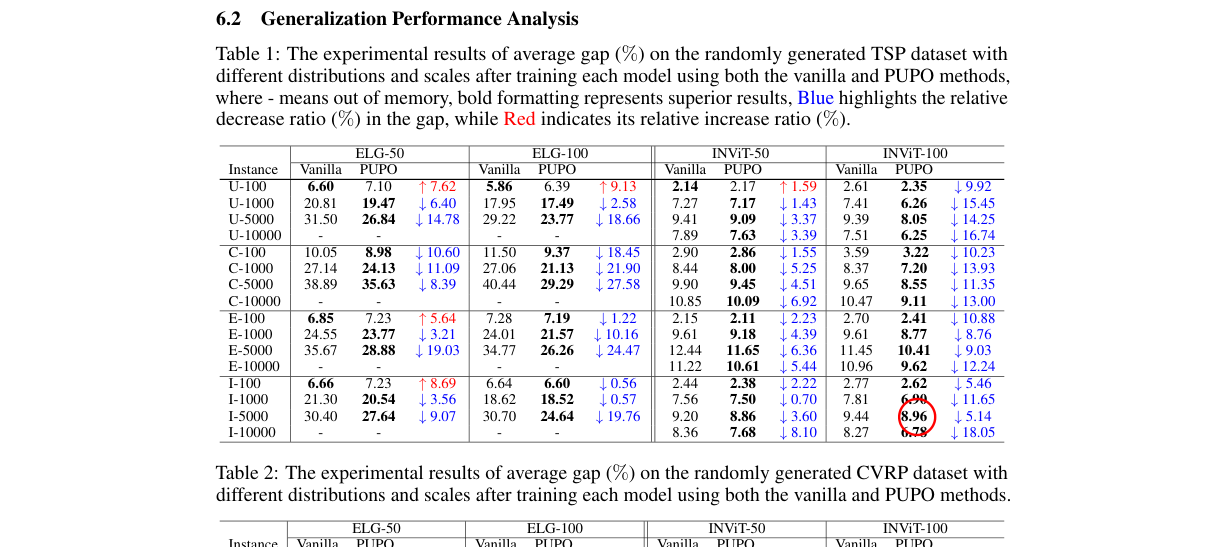 6.2 Generalization Performance Analysis
Table 1: The experimental results of average gap (%) on the randomly generated TSP dataset with
different distributions and scales after training each model using both the vanilla and PUPO methods,
where - means out of memory, bold formatting represents superior results, Blue highlights the relative
decrease ratio (%) in the gap, while Red indicates its relative increase ratio (%).
ELG-50 ELG-100 INViT-50 INViT-100
Instance Vanilla PUPO Vanilla PUPO Vanilla PUPO Vanilla PUPO
U-100 6.60 7.10 ↑ 7.62 5.86 6.39 ↑ 9.13 2.14 2.17 ↑ 1.59 2.61 2.35 ↓ 9.92
U-1000 20.81 19.47 ↓ 6.40 17.95 17.49 ↓ 2.58 7.27 7.17 ↓ 1.43 7.41 6.26 ↓ 15.45
U-5000 31.50 26.84 ↓ 14.78 29.22 23.77 ↓ 18.66 9.41 9.09 ↓ 3.37 9.39 8.05 ↓ 14.25
U-10000 - - - - 7.89 7.63 ↓ 3.39 7.51 6.25 ↓ 16.74
C-100 10.05 8.98 ↓ 10.60 11.50 9.37 ↓ 18.45 2.90 2.86 ↓ 1.55 3.59 3.22 ↓ 10.23
C-1000 27.14 24.13 ↓ 11.09 27.06 21.13 ↓ 21.90 8.44 8.00 ↓ 5.25 8.37 7.20 ↓ 13.93
C-5000 38.89 35.63 ↓ 8.39 40.44 29.29 ↓ 27.58 9.90 9.45 ↓ 4.51 9.65 8.55 ↓ 11.35
C-10000 - - - - 10.85 10.09 ↓ 6.92 10.47 9.11 ↓ 13.00
E-100 6.85 7.23 ↑ 5.64 7.28 7.19 ↓ 1.22 2.15 2.11 ↓ 2.23 2.70 2.41 ↓ 10.88
E-1000 24.55 23.77 ↓ 3.21 24.01 21.57 ↓ 10.16 9.61 9.18 ↓ 4.39 9.61 8.77 ↓ 8.76
E-5000 35.67 28.88 ↓ 19.03 34.77 26.26 ↓ 24.47 12.44 11.65 ↓ 6.36 11.45 10.41 ↓ 9.03
E-10000 - - - - 11.22 10.61 ↓ 5.44 10.96 9.62 ↓ 12.24
I-100 6.66 7.23 ↑ 8.69 6.64 6.60 ↓ 0.56 2.44 2.38 ↓ 2.22 2.77 2.62 ↓ 5.46
I-1000 21.30 20.54 ↓ 3.56 18.62 18.52 ↓ 0.57 7.56 7.50 ↓ 0.70 7.81 6.90 ↓ 11.65
I-5000 30.40 27.64 ↓ 9.07 30.70 24.64 ↓ 19.76 9.20 8.86 ↓ 3.60 9.44 8.96 ↓ 5.14
I-10000 - - - - 8.36 7.68 ↓ 8.10 8.27 6.78 ↓ 18.05
Table 2: The experimental results of average gap (%) on the randomly generated CVRP dataset with
different distributions and scales after training each model using both the vanilla and PUPO methods.
ELG-50 ELG-100 INViT-50 INViT-100
Instance Vanilla PUPO Vanilla PUPO Vanilla PUPO Vanilla PUPO